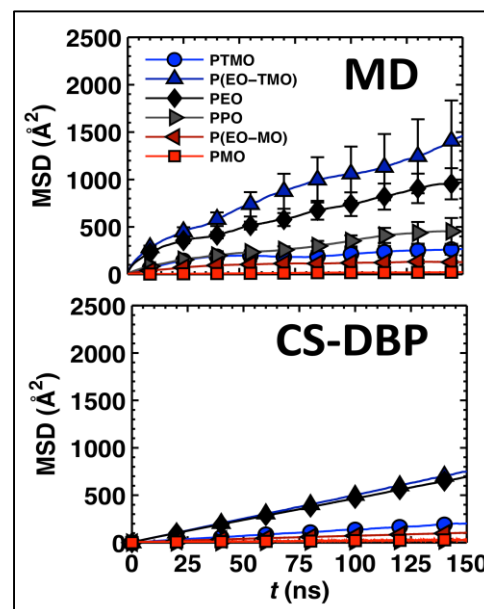 2500
2000
1500
1000
500
0
MSD (Å²)
PTMO
P(EO–TMO)
PEO
PPO
P(EO–MO)
PMO
MD
2500
2000
1500
1000
500
0
MSD (Å²)
CS-DBP
0 25 50 75 100 125 150
t (ns)